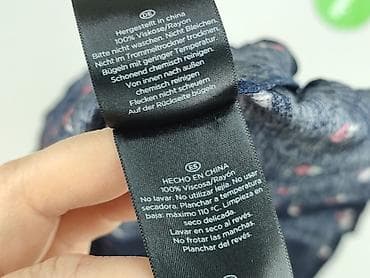 DE
Hergestellt in china
100% Viskose/Rayon
Bitte nicht waschen. Nicht Bleichen.
Nicht im Trommeltrockner trocknen.
Bügeln mit geringer Temperatur.
Schonend chemisch reinigen.
Von innen nach außen
chemisch reinigen
Flecken nicht scheuern
Auf der Rückseite bügeln
ES
HECHO EN CHINA
100% Viscosa/Rayón
No lavar. No utilizar lejía. No usar
secadora. Planchar a temperatura
baja: máximo 110 °C. Limpieza en
seco delicada.
Lavar en seco al revés.
No frotar las manchas.
Planchar del revés.